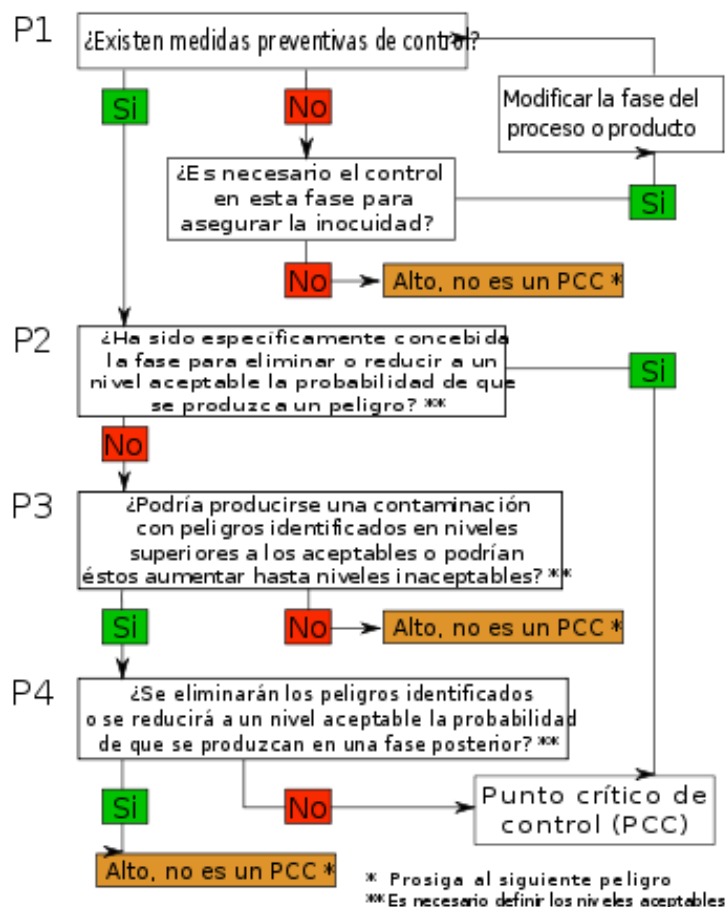 P1
¿Existen medidas preventivas de control?
Si
No
Modificar la fase del
proceso o producto
¿Es necesario el control
en esta fase para
asegurar la inocuidad?
Si
No
Alto, no es un PCC *
P2
¿Ha sido especificamente concebida
la fase para eliminar o reducir a un
nivel aceptable la probabilidad de que
se produzca un peligro? **
Si
No
P3
¿Podría producirse una contaminación
con peligros identificados en niveles
superiores a los aceptables o podrían
éstos aumentar hasta niveles inaceptables? **
Si
No
Alto, no es un PCC *
P4
¿Se eliminarán los peligros identificados
o se reducirá a un nivel aceptable la probabilidad
de que se produzcan en una fase posterior? **
Si
No
Punto crítico de
control (PCC)
Alto, no es un PCC *
* Prosiga al siguiente peligro
** Es necesario definir los niveles aceptables